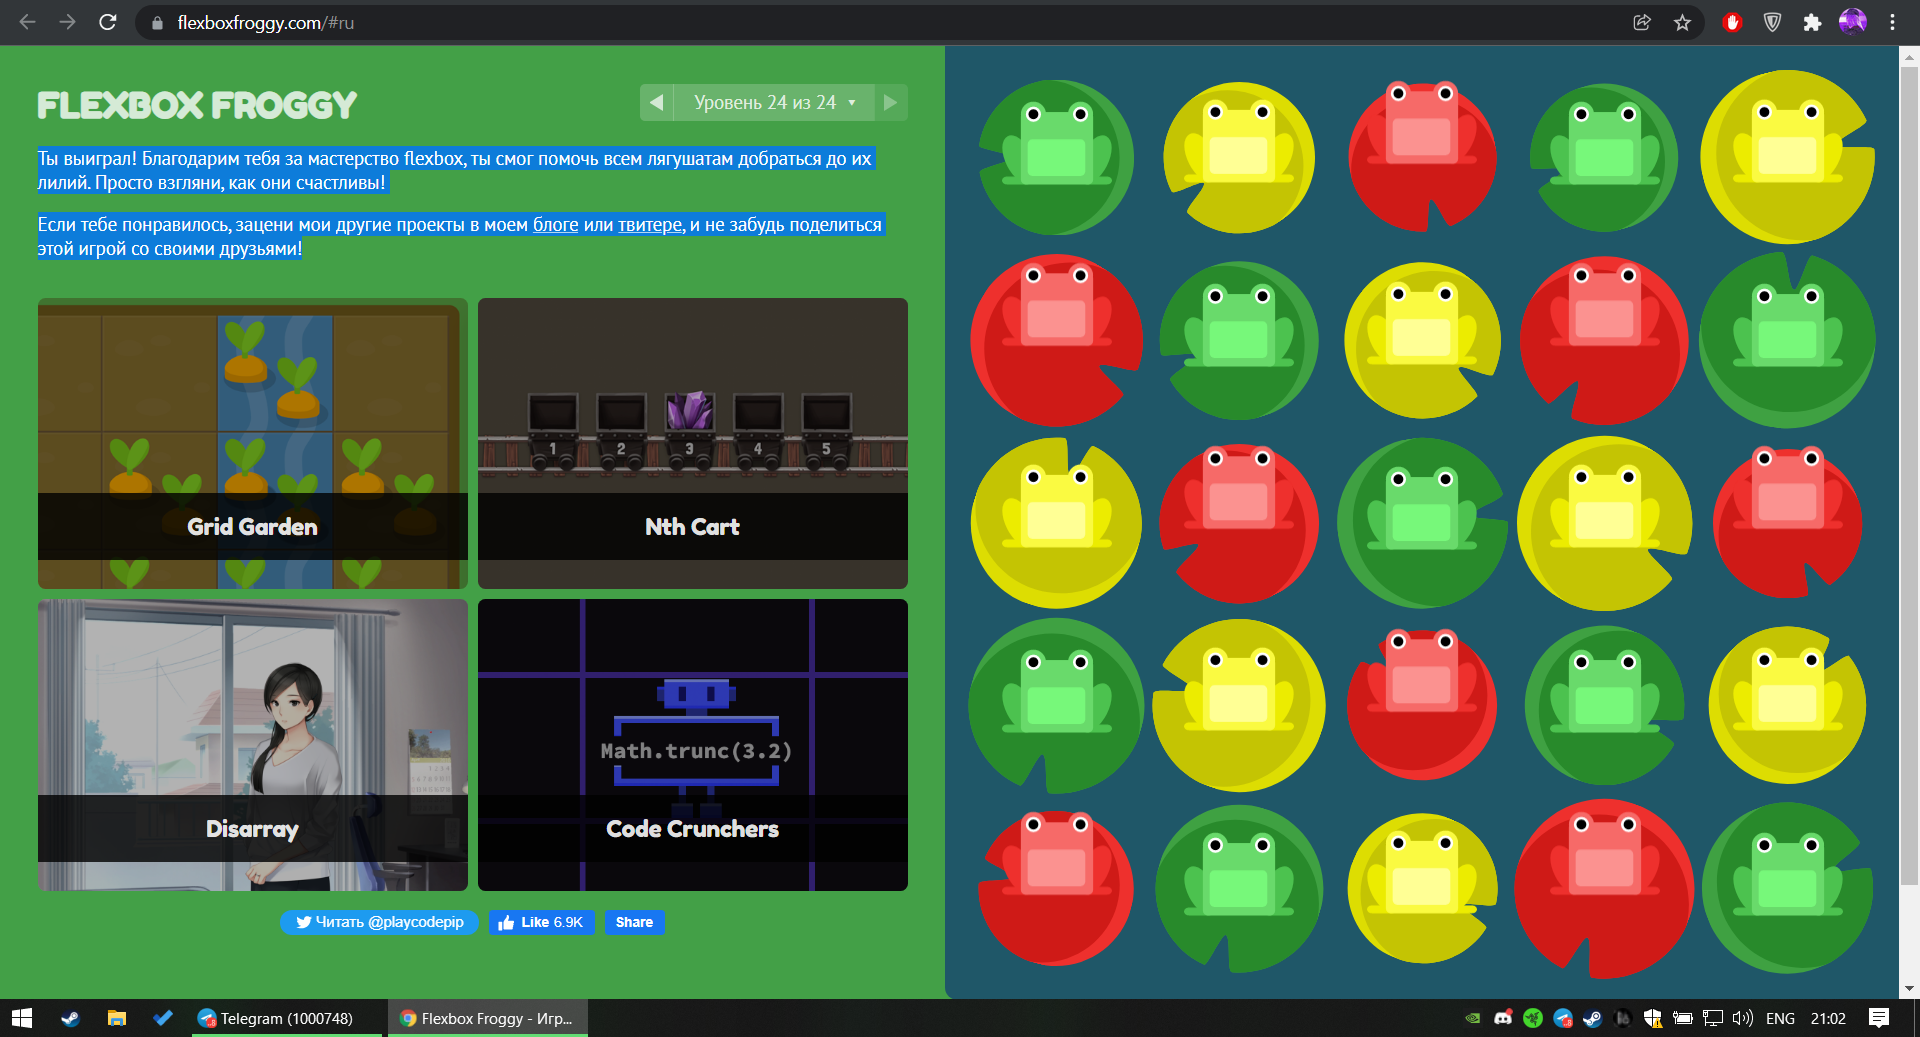 flexboxfroggy.com/#ru
FLEXBOX FROGGY
Уровень 24 из 24
Ты выиграл! Благодарим тебя за мастерство flexbox, ты смог помочь всем лягушатам добраться до их
лилий. Просто взгляни, как они счастливы!
Если тебе понравилось, зацени мои другие проекты в моем блоге или твитере, и не забудь поделиться
этой игрой со своими друзьями!
1 2 3 4 5
Grid Garden
Nth Cart
Math.trunc(3.2)
Disarray
Code Crunchers
Читать @playcodepip
Like 6.9K
Share
Telegram (1000748)
Flexbox Froggy - Игр...
ENG
21:02